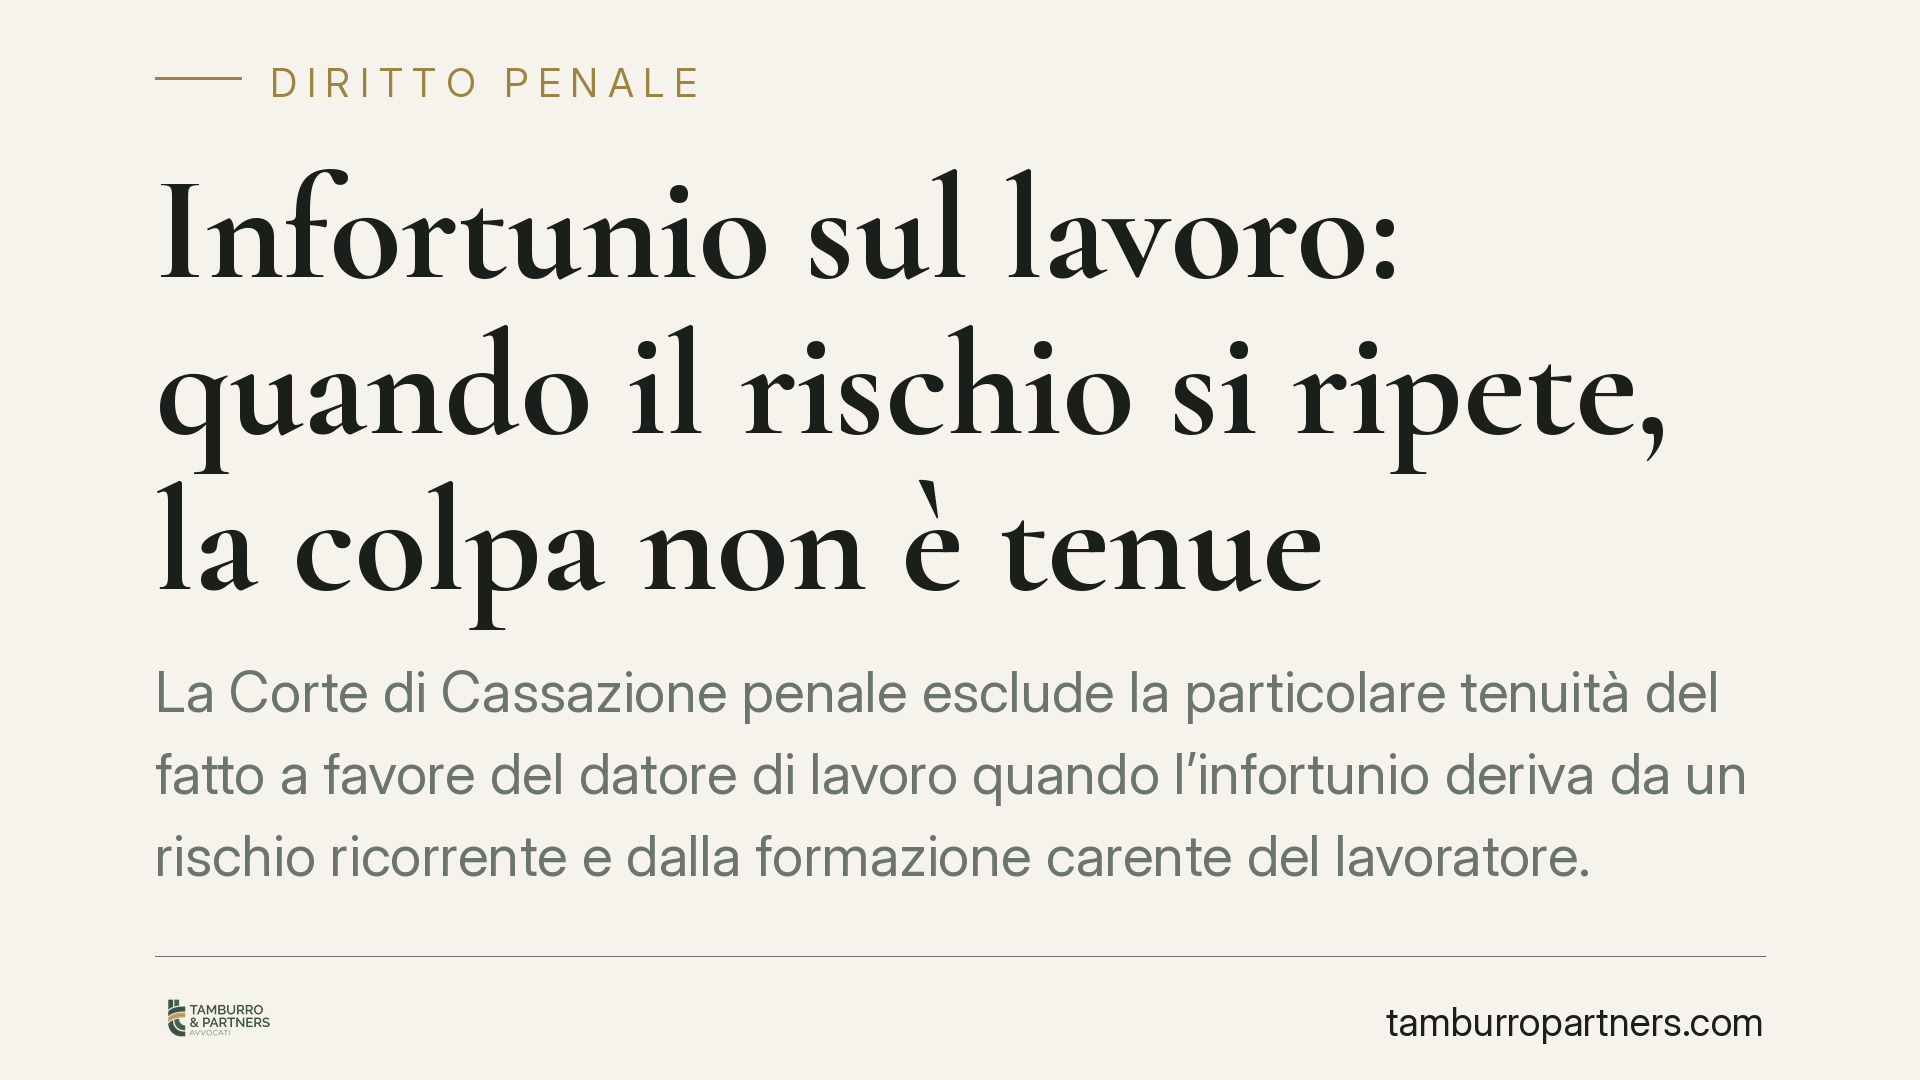 DIRITTO PENALE
Infortunio sul lavoro:
quando il rischio si ripete,
la colpa non è tenue
La Corte di Cassazione penale esclude la particolare tenuità del
fatto a favore del datore di lavoro quando l’infortunio deriva da un
rischio ricorrente e dalla formazione carente del lavoratore.
TAMBURRO
& PARTNERS
AVVOCATI
tamburropartners.com